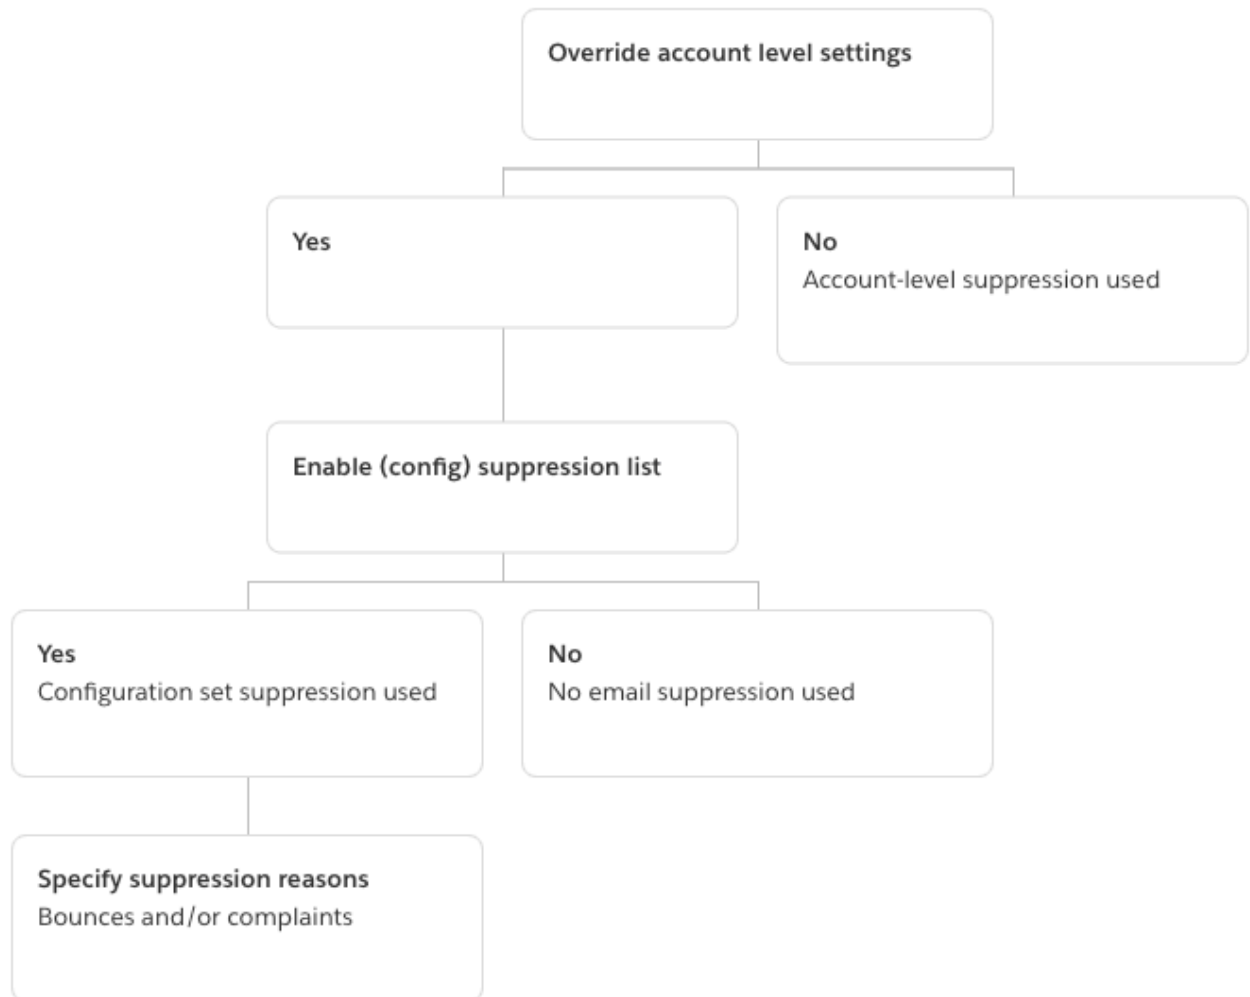 Override account level settings
Yes
No
Account-level suppression used
Enable (config) suppression list
Yes
Configuration set suppression used
No
No email suppression used
Specify suppression reasons
Bounces and/or complaints